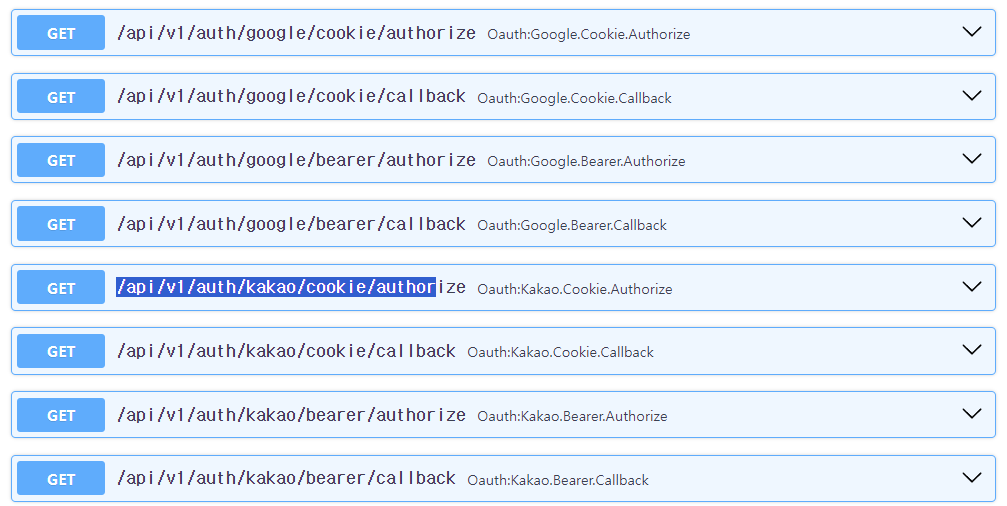 GET /api/v1/auth/google/cookie/authorize Oauth:Google.Cookie.Authorize
GET /api/v1/auth/google/cookie/callback Oauth:Google.Cookie.Callback
GET /api/v1/auth/google/bearer/authorize Oauth:Google.Bearer.Authorize
GET /api/v1/auth/google/bearer/callback Oauth:Google.Bearer.Callback
GET /api/v1/auth/kakao/cookie/authorize Oauth:Kakao.Cookie.Authorize
GET /api/v1/auth/kakao/cookie/callback Oauth:Kakao.Cookie.Callback
GET /api/v1/auth/kakao/bearer/authorize Oauth:Kakao.Bearer.Authorize
GET /api/v1/auth/kakao/bearer/callback Oauth:Kakao.Bearer.Callback